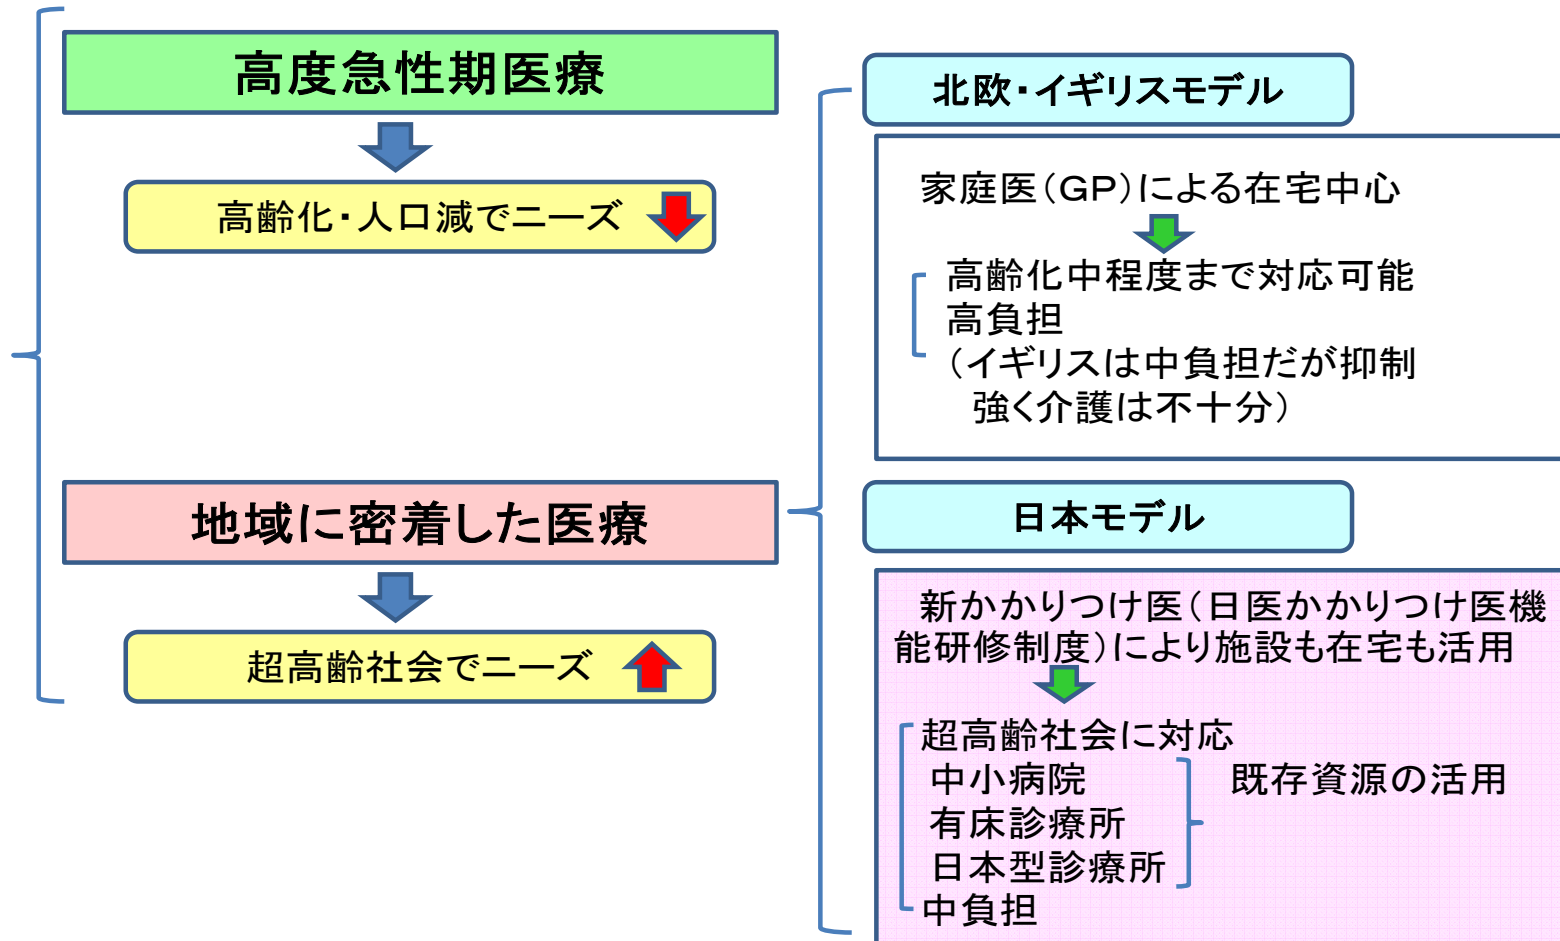 高度急性期医療
高齢化・人口減でニーズ
地域に密着した医療
超高齢社会でニーズ
北欧・イギリスモデル
家庭医(GP)による在宅中心
高齢化中程度まで対応可能
高負担
(イギリスは中負担だが抑制
強く介護は不十分)
日本モデル
新かかりつけ医(日医かかりつけ医機
能研修制度)により施設も在宅も活用
超高齢社会に対応
中小病院
有床診療所
日本型診療所
既存資源の活用
中負担